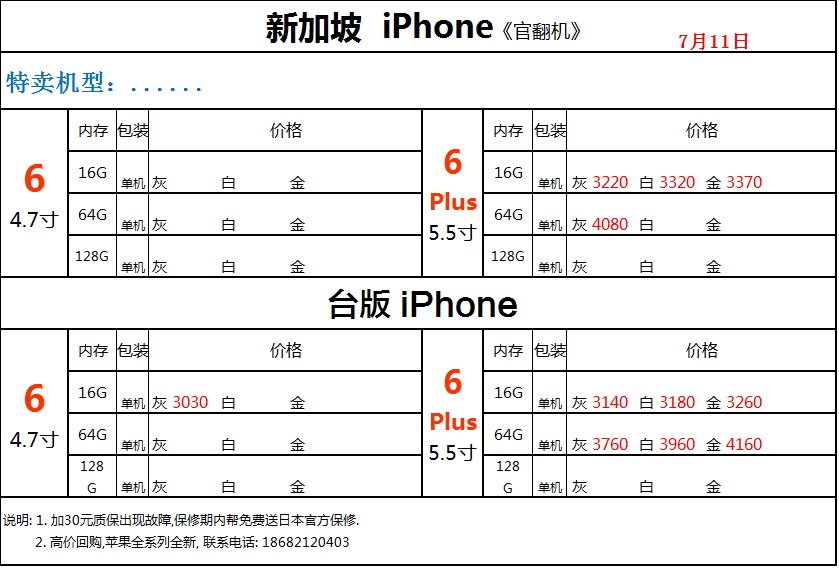 新加坡 iPhone《官翻机》
7月11日
特卖机型：......
6
4.7寸
内存 包装 价格
16G 单机 灰 白 金
64G 单机 灰 白 金
128G 单机 灰 白 金
6
Plus
5.5寸
内存 包装 价格
16G 单机 灰 3220 白 3320 金 3370
64G 单机 灰 4080 白 金
128G 单机 灰 白 金
台版 iPhone
6
4.7寸
内存 包装 价格
16G 单机 灰 3030 白 金
64G 单机 灰 白 金
128
G 单机 灰 白 金
6
Plus
5.5寸
内存 包装 价格
16G 单机 灰 3140 白 3180 金 3260
64G 单机 灰 3760 白 3960 金 4160
128
G 单机 灰 白 金
说明: 1. 加30元质保出现故障,保修期内帮免费送日本官方保修.
2. 高价回购,苹果全系列全新, 联系电话: 18682120403